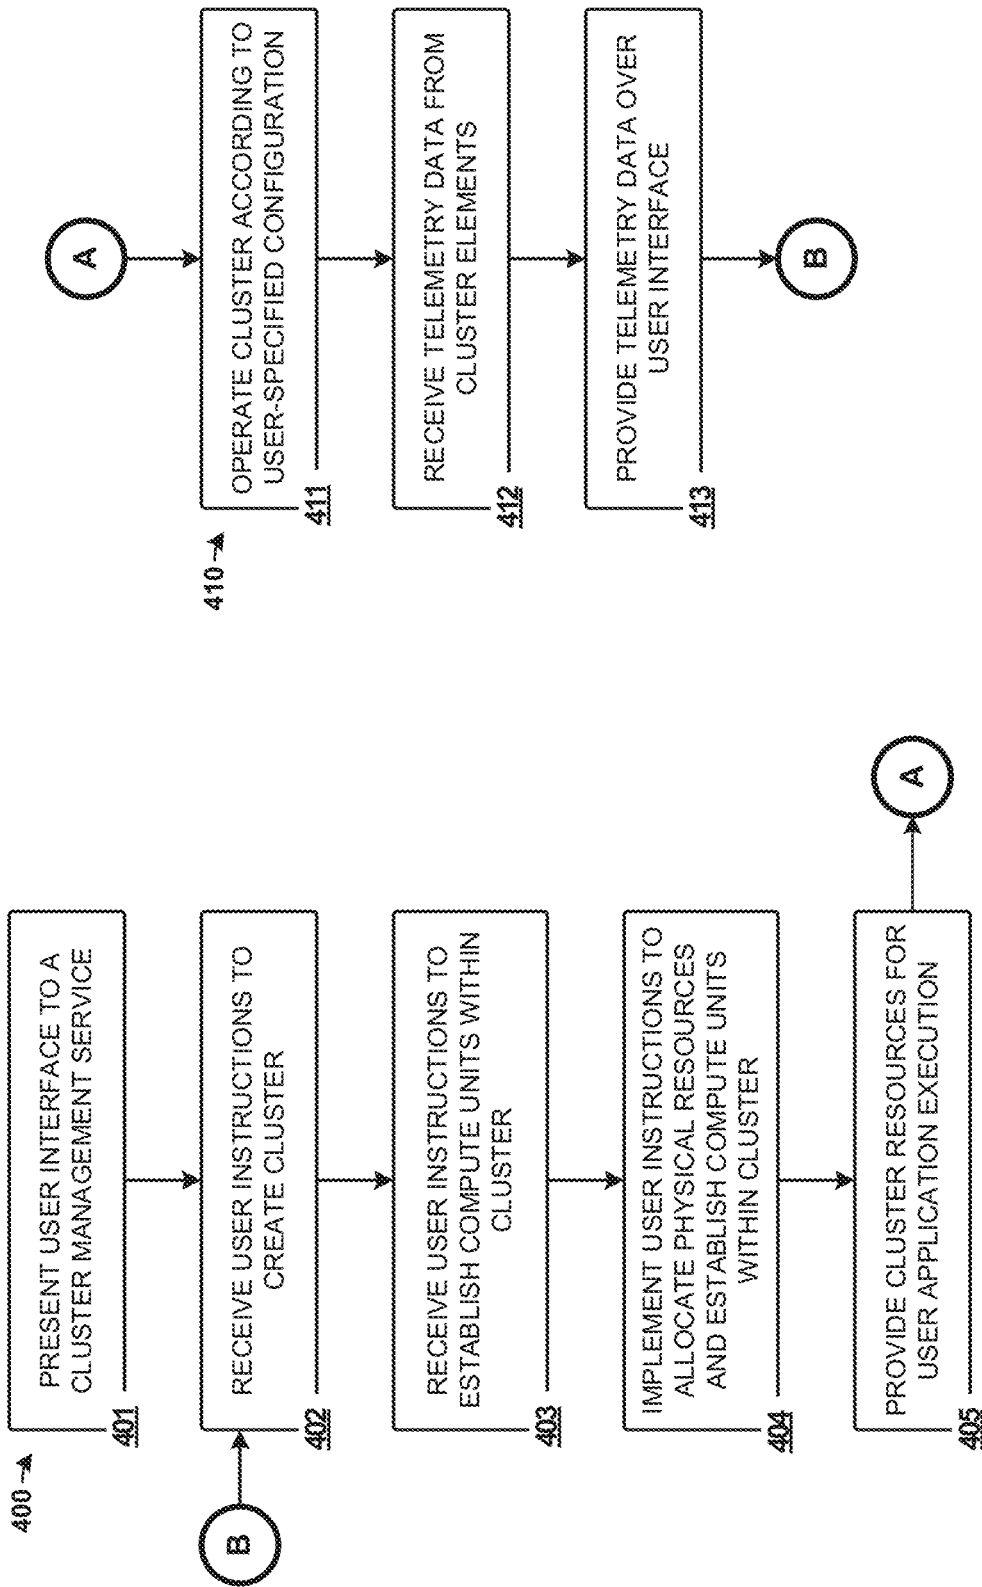 400
PRESENT USER INTERFACE TO A
CLUSTER MANAGEMENT SERVICE
401
B
RECEIVE USER INSTRUCTIONS TO
CREATE CLUSTER
402
RECEIVE USER INSTRUCTIONS TO
ESTABLISH COMPUTE UNITS WITHIN
CLUSTER
403
IMPLEMENT USER INSTRUCTIONS TO
ALLOCATE PHYSICAL RESOURCES
AND ESTABLISH COMPUTE UNITS
WITHIN CLUSTER
404
PROVIDE CLUSTER RESOURCES FOR
USER APPLICATION EXECUTION
405
A
410
A
OPERATE CLUSTER ACCORDING TO
USER-SPECIFIED CONFIGURATION
411
RECEIVE TELEMETRY DATA FROM
CLUSTER ELEMENTS
412
PROVIDE TELEMETRY DATA OVER
USER INTERFACE
413
B